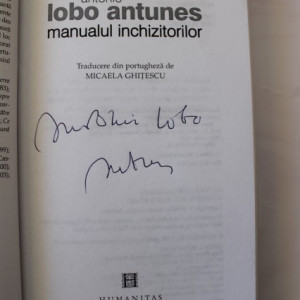 antónio
lobo antunes
manualul inchizitorilor
Traducere din portugheză de
MICAELA GHIȚESCU
António Lobo
Antunes
HUMANITAS